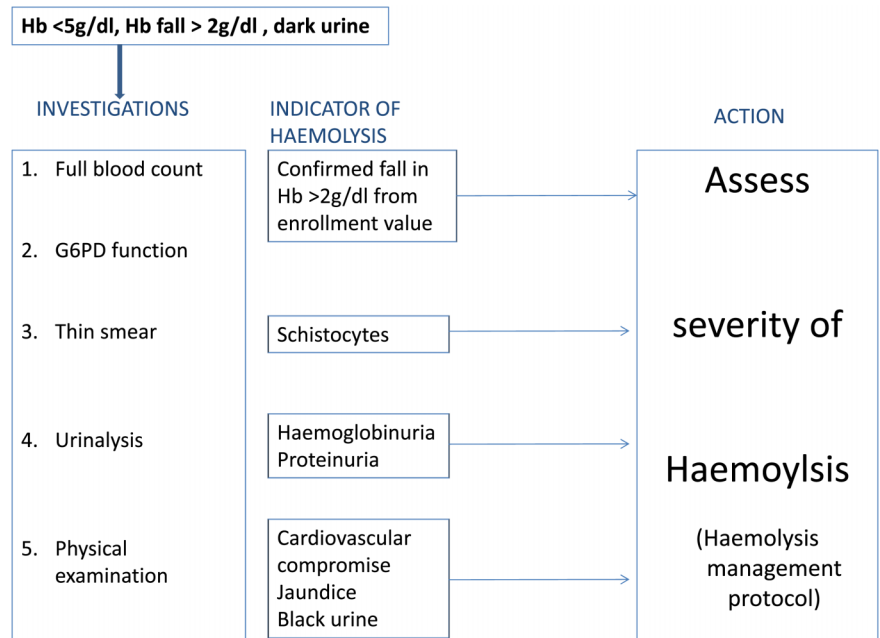 Hb <5g/dl, Hb fall > 2g/dl , dark urine
INVESTIGATIONS
1. Full blood count
2. G6PD function
3. Thin smear
4. Urinalysis
5. Physical
examination
INDICATOR OF
HAEMOLYSIS
Confirmed fall in
Hb >2g/dl from
enrollment value
Schistocytes
Haemoglobinuria
Proteinuria
Cardiovascular
compromise
Jaundice
Black urine
ACTION
Assess
severity of
Haemoylsis
(Haemolysis
management
protocol)